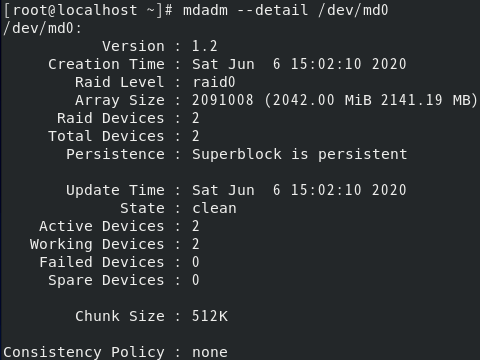 [root@localhost ~]# mdadm --detail /dev/md0
/dev/md0:
Version : 1.2
Creation Time : Sat Jun  6 15:02:10 2020
Raid Level : raid0
Array Size : 2091008 (2042.00 MiB 2141.19 MB)
Raid Devices : 2
Total Devices : 2
Persistence : Superblock is persistent
Update Time : Sat Jun  6 15:02:10 2020
State : clean
Active Devices : 2
Working Devices : 2
Failed Devices : 0
Spare Devices : 0
Chunk Size : 512K
Consistency Policy : none